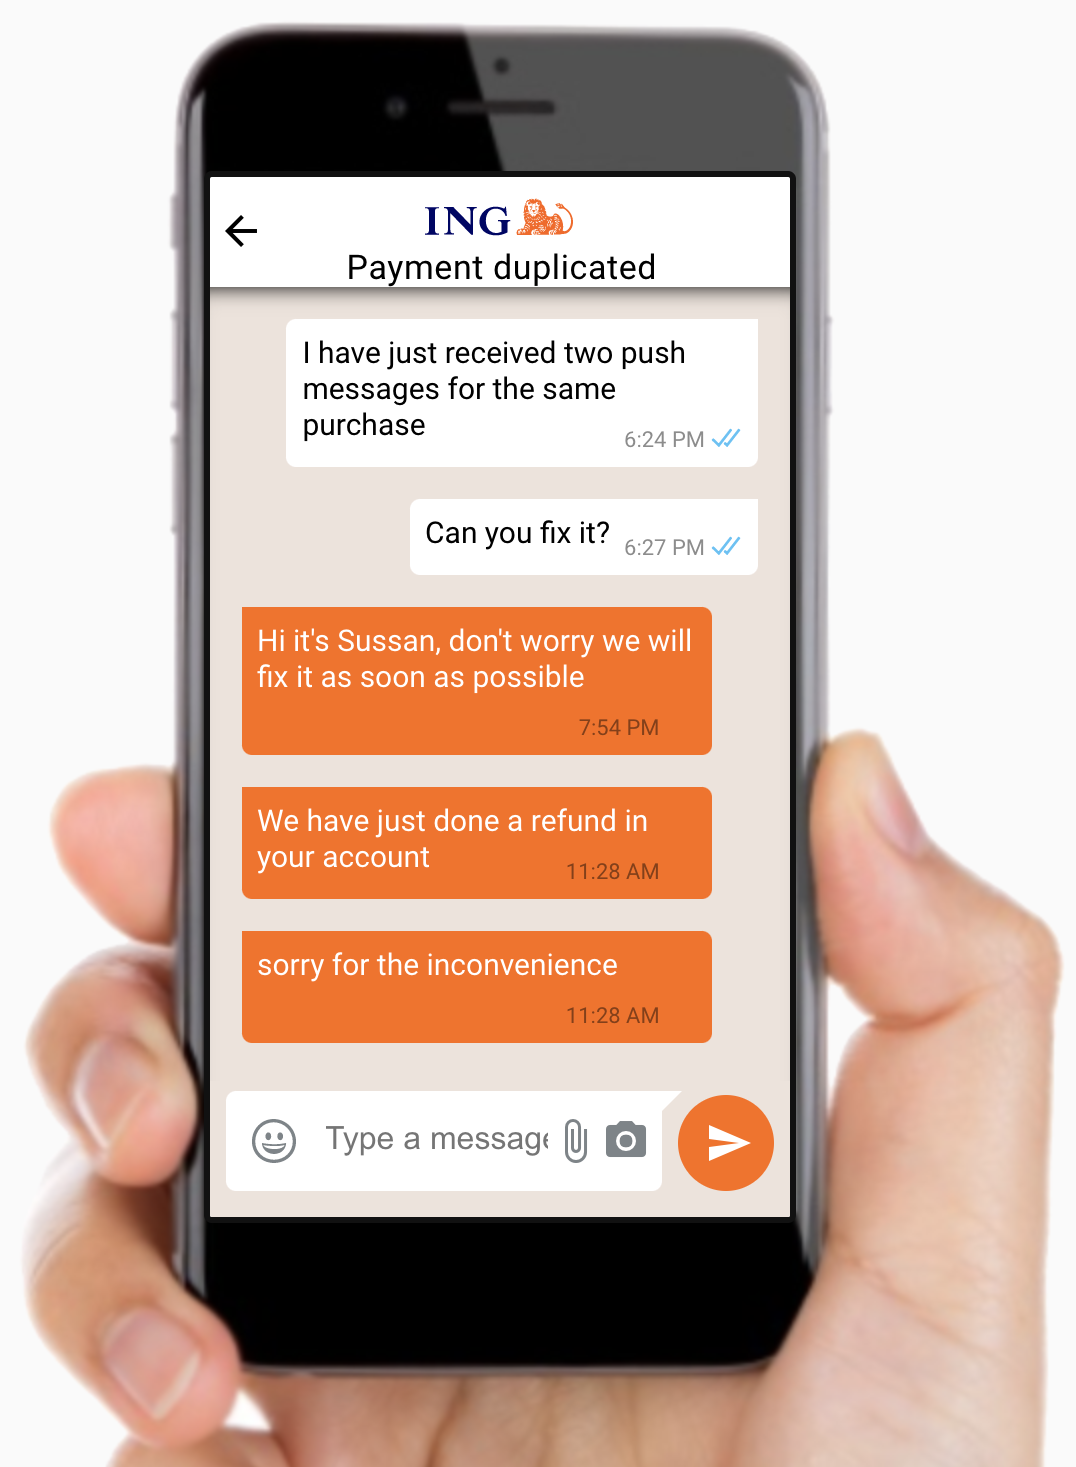 ING
Payment duplicated
I have just received two push
messages for the same
purchase
6:24 PM
Can you fix it?
6:27 PM
Hi it's Sussan, don't worry we will
fix it as soon as possible
7:54 PM
We have just done a refund in
your account
11:28 AM
sorry for the inconvenience
11:28 AM
Type a message